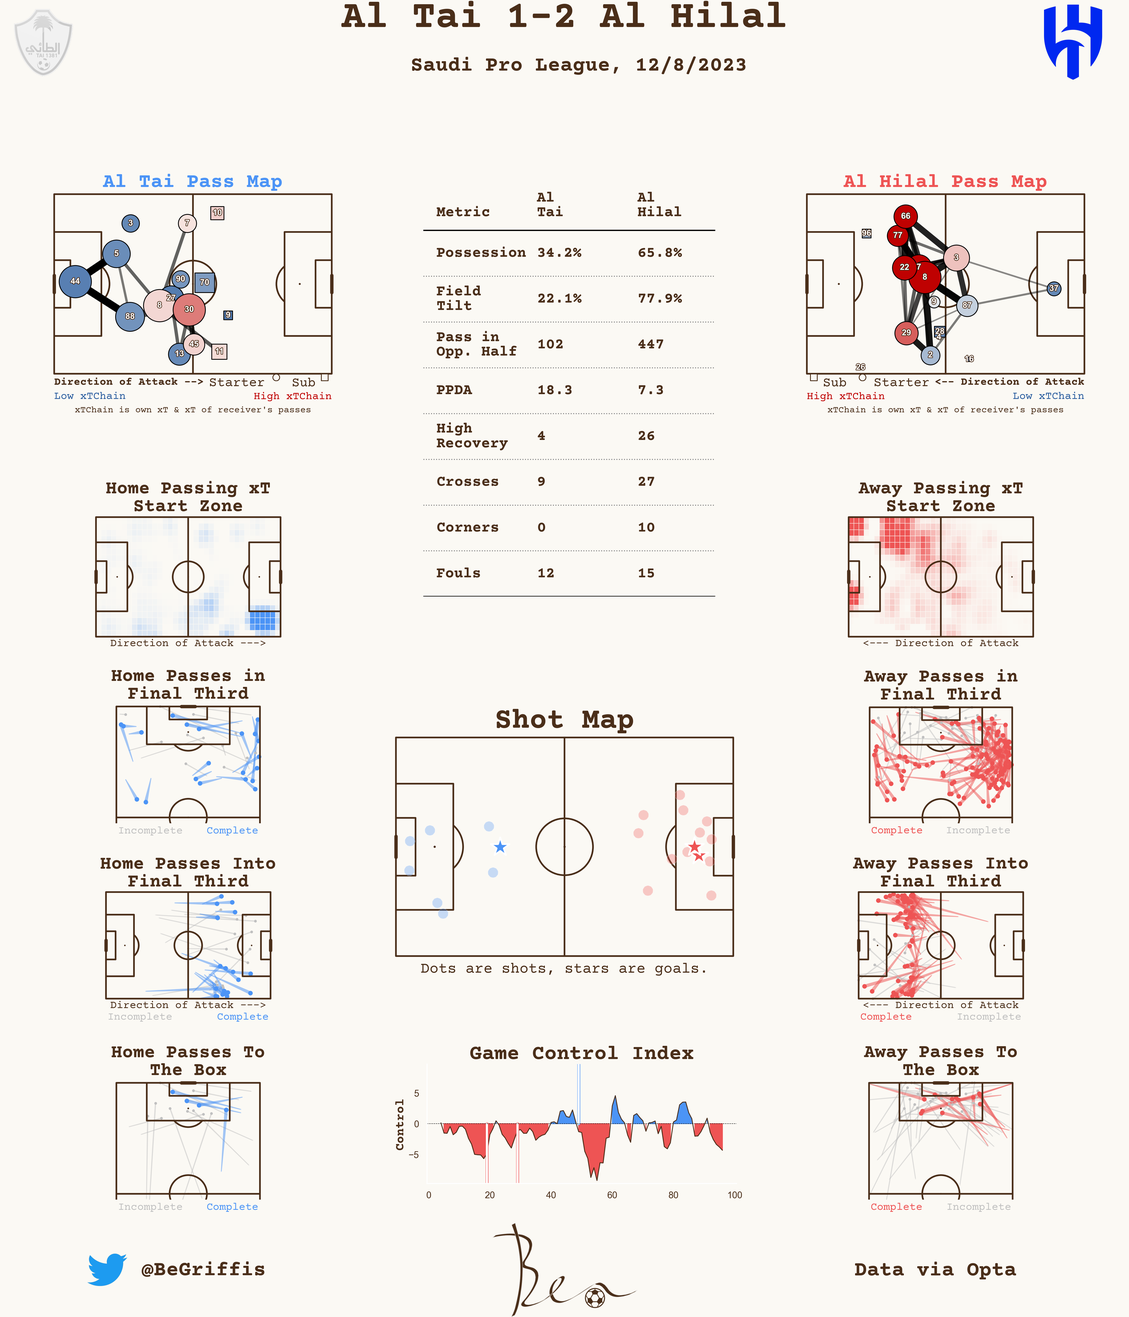 Al Tai 1-2 Al Hilal
Saudi Pro League, 12/8/2023
الطائي
Al Tai Pass Map
3
7
10
5
44
90
70
27
8
30
88
9
13
45
11
Direction of Attack --> Starter Sub
Low xTChain High xTChain
xTChain is own xT & xT of receiver's passes
Metric Al Tai Al Hilal
Possession 34.2% 65.8%
Field Tilt 22.1% 77.9%
Pass in Opp. Half 102 447
PPDA 18.3 7.3
High Recovery 4 26
Crosses 9 27
Corners 0 10
Fouls 12 15
Al Hilal Pass Map
66
96
77
3
22
7
8
37
9
87
29
28
2
16
26
Sub Starter <-- Direction of Attack
High xTChain Low xTChain
xTChain is own xT & xT of receiver's passes
Home Passing xT
Start Zone
Direction of Attack --->
Away Passing xT
Start Zone
<--- Direction of Attack
Home Passes in
Final Third
Incomplete Complete
Away Passes in
Final Third
Complete Incomplete
Shot Map
Dots are shots, stars are goals.
Home Passes Into
Final Third
Direction of Attack --->
Incomplete Complete
Away Passes Into
Final Third
<--- Direction of Attack
Complete Incomplete
Home Passes To
The Box
Incomplete Complete
Game Control Index
Control
5
0
−5
0 20 40 60 80 100
Away Passes To
The Box
Complete Incomplete
@BeGriffis
Bea
Data via Opta